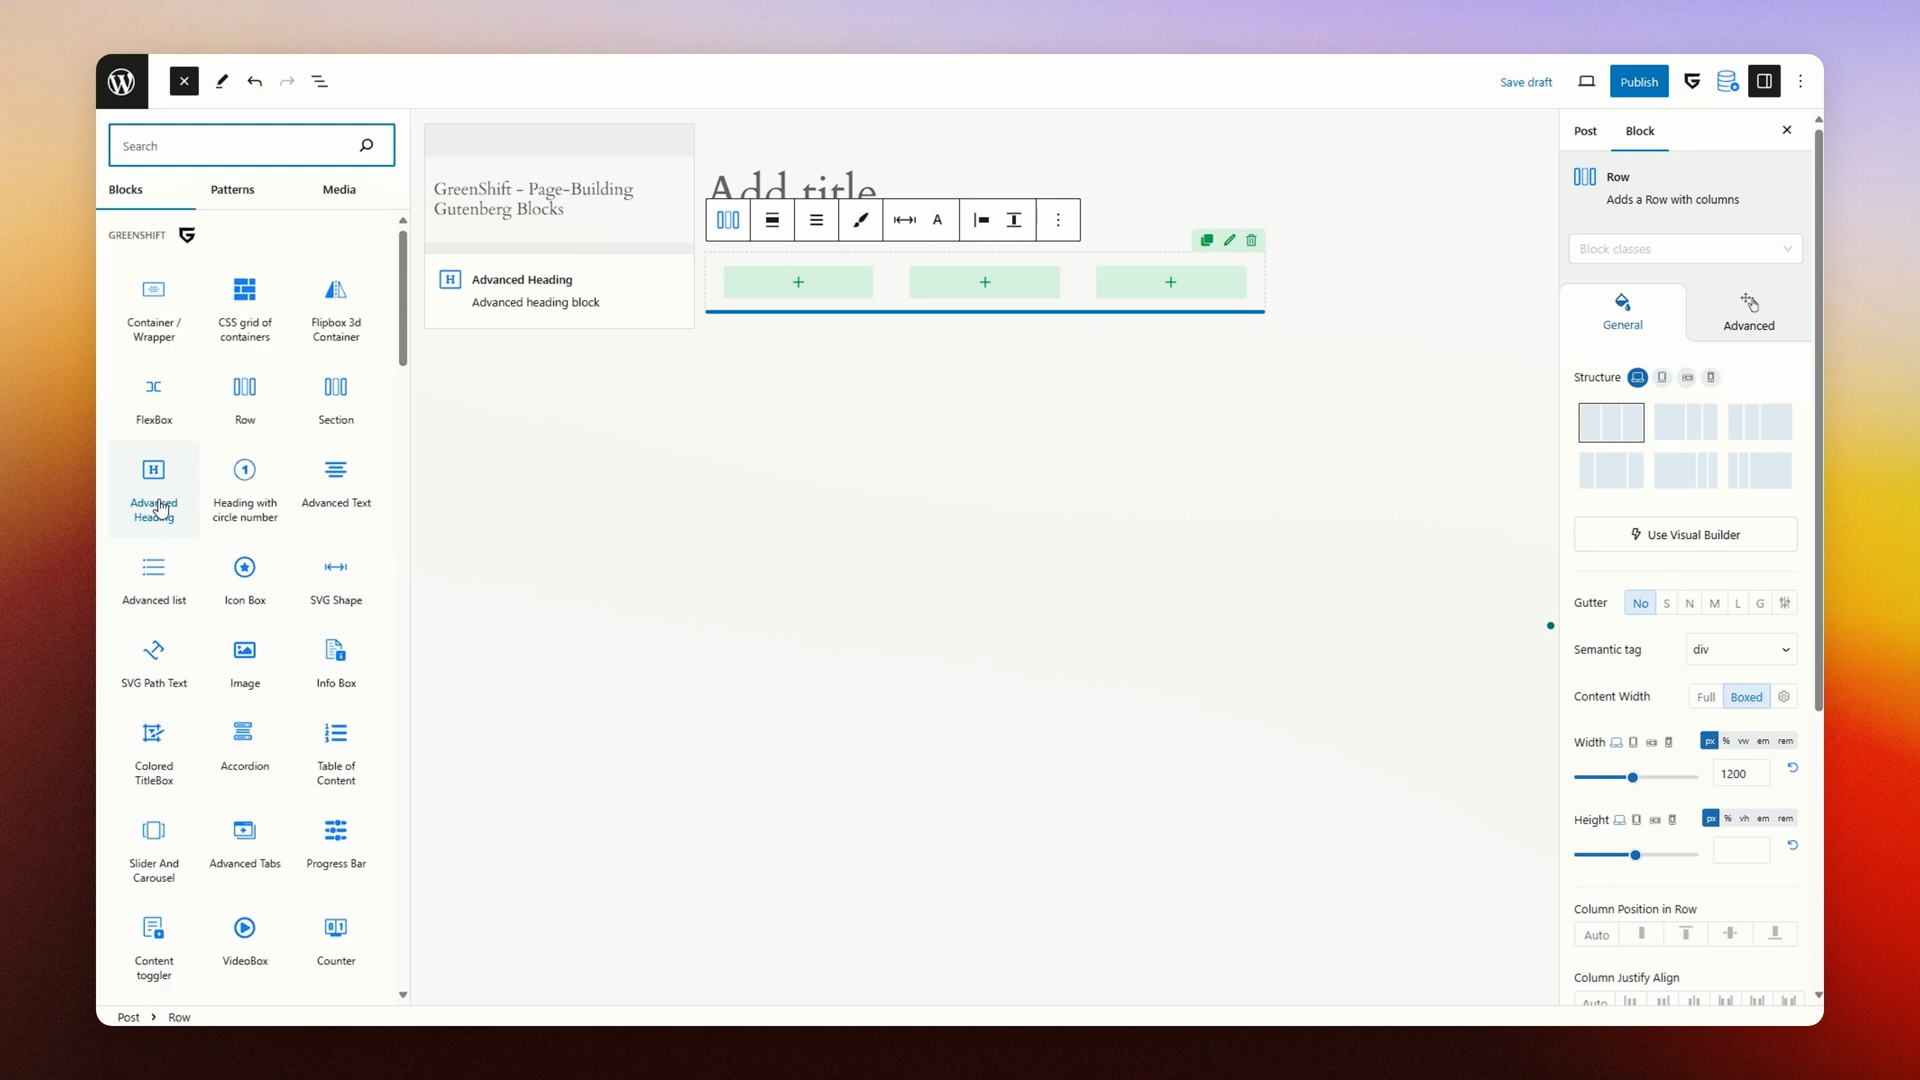 Save draft
Publish
Search
Blocks
Patterns
Media
GREENSHIFT
Container /
Wrapper
CSS grid of
containers
Flipbox 3d
Container
FlexBox
Row
Section
Advanced
Heading
Heading with
circle number
Advanced Text
Advanced list
Icon Box
SVG Shape
SVG Path Text
Image
Info Box
Colored
TitleBox
Accordion
Table of
Content
Slider And
Carousel
Advanced Tabs
Progress Bar
Content
toggler
VideoBox
Counter
GreenShift - Page-Building
Gutenberg Blocks
Advanced Heading
Advanced heading block
Add title
A
Post
Block
Row
Adds a Row with columns
Block classes
General
Advanced
Structure
Use Visual Builder
Gutter No S N M L G
Semantic tag div
Content Width Full Boxed
Width px % vw em rem
1200
Height px % vh em rem
Column Position in Row
Auto
Column Justify Align
Auto
Post > Row